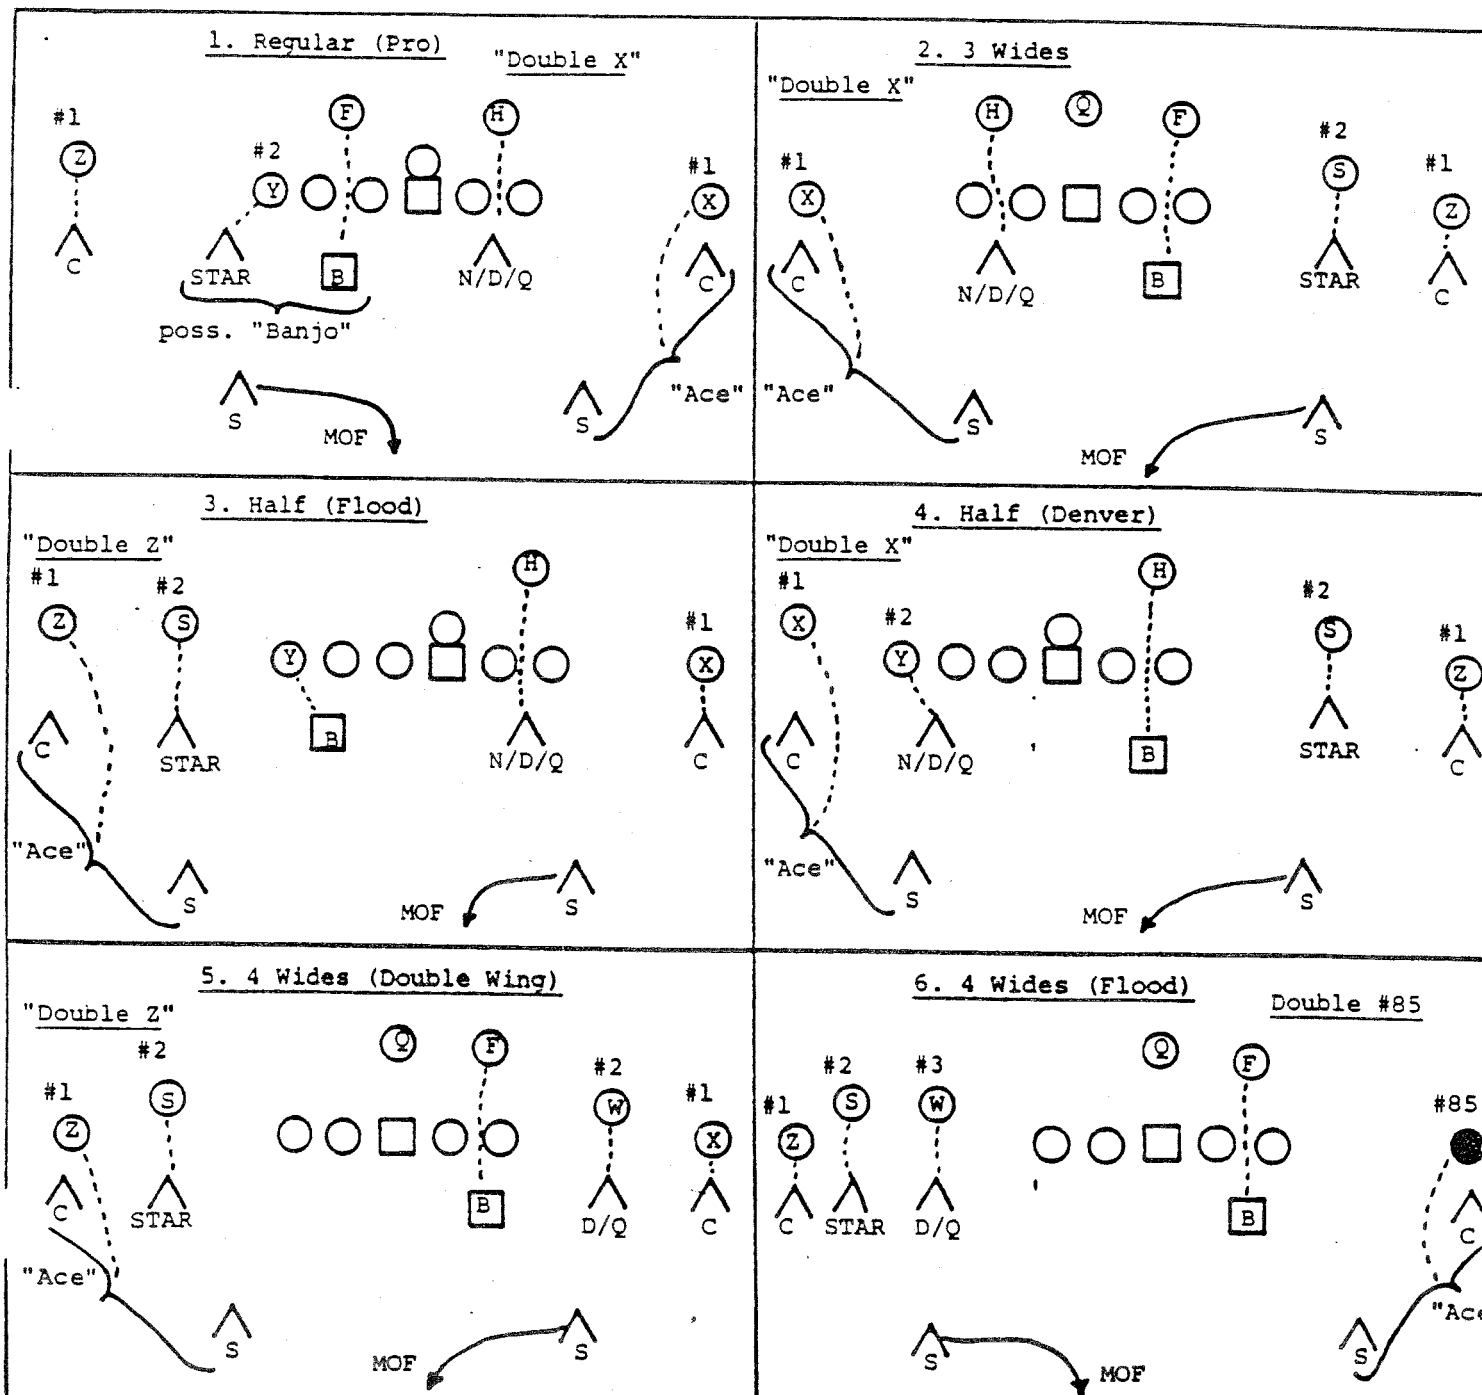 1. Regular (Pro)
"Double X"
#1
Z
#2
Y
F
H
#1
X
C
STAR
B
N/D/Q
C
poss. "Banjo"
"Ace"
S
MOF
S
2. 3 Wides
"Double X"
#1
X
H
Q
F
#2
S
#1
Z
C
N/D/Q
B
STAR
C
"Ace"
S
MOF
S
3. Half (Flood)
"Double Z"
#1
#2
H
Z
S
Y
#1
X
C
STAR
B
N/D/Q
C
"Ace"
S
MOF
S
4. Half (Denver)
"Double X"
#1
H
X
#2
Y
#2
S
#1
Z
C
N/D/Q
B
STAR
C
"Ace"
S
MOF
S
5. 4 Wides (Double Wing)
"Double Z"
#2
Q
F
#1
S
#2
W
#1
Z
X
C
STAR
B
D/Q
C
"Ace"
S
MOF
S
6. 4 Wides (Flood)
Double #85
Q
F
#2
#3
#1
S
W
#85
Z
C
STAR
D/Q
B
C
"Ace
S
MOF
S